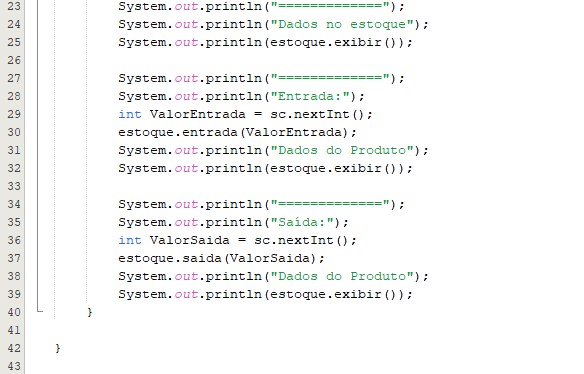 23 System.out.println("=============");
24 System.out.println("Dados no estoque");
25 System.out.println(estoque.exibir());
26
27 System.out.println("=============");
28 System.out.println("Entrada:");
29 int ValorEntrada = sc.nextInt();
30 estoque.entrada(ValorEntrada);
31 System.out.println("Dados do Produto");
32 System.out.println(estoque.exibir());
33
34 System.out.println("=============");
35 System.out.println("Saída:");
36 int ValorSaida = sc.nextInt();
37 estoque.saida(ValorSaida);
38 System.out.println("Dados do Produto");
39 System.out.println(estoque.exibir());
40 }
41
42 }
43